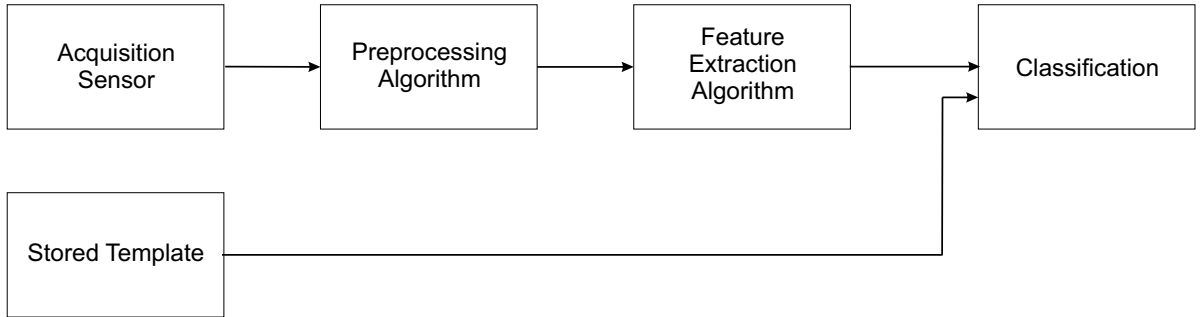 Acquisition
Sensor
Preprocessing
Algorithm
Feature
Extraction
Algorithm
Classification
Stored Template